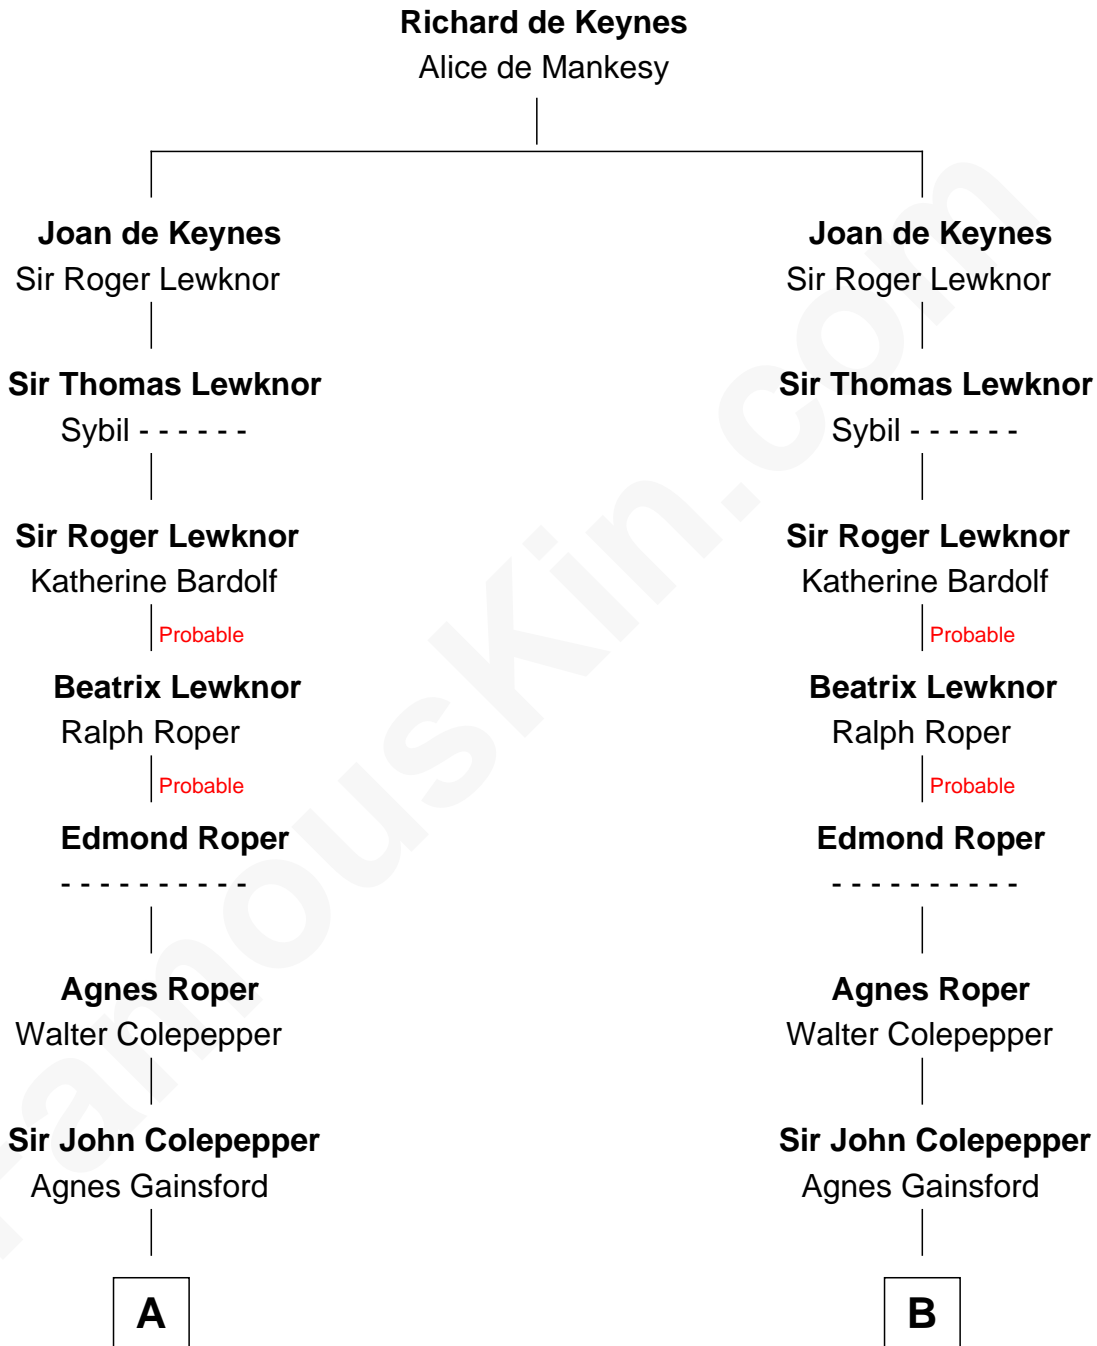 Richard de Keynes
Alice de Mankesy
Joan de Keynes
Sir Roger Lewknor
Sir Thomas Lewknor
Sybil - - - - - -
Sir Roger Lewknor
Katherine Bardolf
Probable
Beatrix Lewknor
Ralph Roper
Probable
Edmond Roper
- - - - - - - - - -
Agnes Roper
Walter Colepepper
Sir John Colepepper
Agnes Gainsford
A
Joan de Keynes
Sir Roger Lewknor
Sir Thomas Lewknor
Sybil - - - - - -
Sir Roger Lewknor
Katherine Bardolf
Probable
Beatrix Lewknor
Ralph Roper
Probable
Edmond Roper
- - - - - - - - - -
Agnes Roper
Walter Colepepper
Sir John Colepepper
Agnes Gainsford
B
FamousKin.com